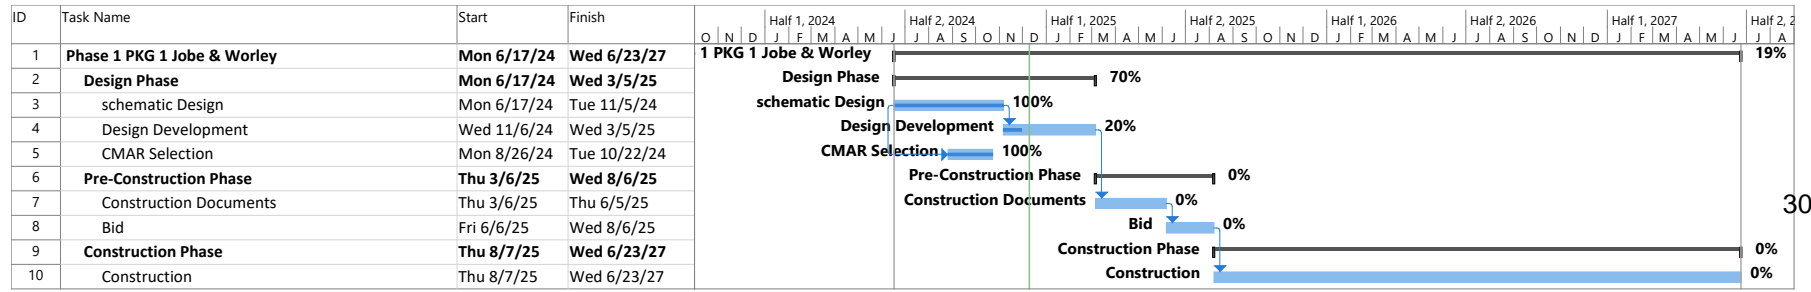 ID Task Name Start Finish Half 1, 2024 Half 2, 2024 Half 1, 2025 Half 2, 2025 Half 1, 2026 Half 2, 2026 Half 1, 2027 Half 2, 2
O N D J F M A M J J A S O N D J F M A M J J A S O N D J F M A M J J A S O N D J F M A M J J A
1 Phase 1 PKG 1 Jobe & Worley Mon 6/17/24 Wed 6/23/27 1 PKG 1 Jobe & Worley 19%
2 Design Phase Mon 6/17/24 Wed 3/5/25 Design Phase 70%
3 schematic Design Mon 6/17/24 Tue 11/5/24 schematic Design 100%
4 Design Development Wed 11/6/24 Wed 3/5/25 Design Development 20%
5 CMAR Selection Mon 8/26/24 Tue 10/22/24 CMAR Selection 100%
6 Pre-Construction Phase Thu 3/6/25 Wed 8/6/25 Pre-Construction Phase 0%
7 Construction Documents Thu 3/6/25 Thu 6/5/25 Construction Documents 0% 30
8 Bid Fri 6/6/25 Wed 8/6/25 Bid 0%
9 Construction Phase Thu 8/7/25 Wed 6/23/27 Construction Phase 0%
10 Construction Thu 8/7/25 Wed 6/23/27 Construction 0%